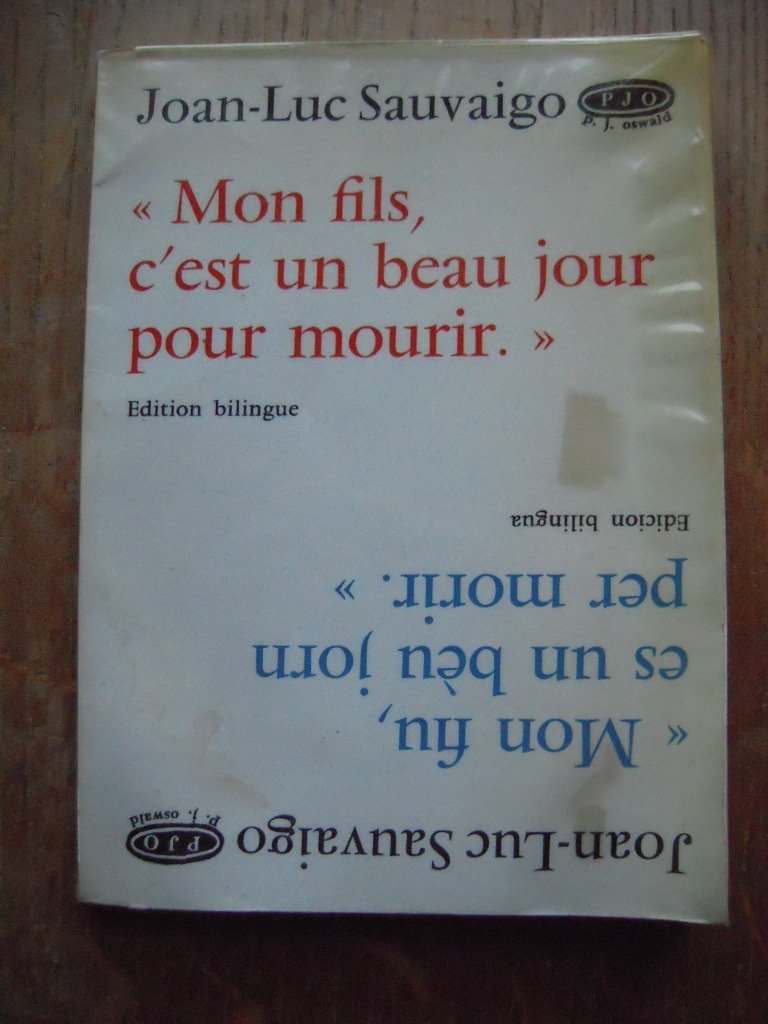 Joan-Luc Sauvaigo
PJO
p. j. oswald
« Mon fils,
c'est un beau jour
pour mourir. »
Edition bilingue
Joan-Luc Sauvaigo
PJO
p. j. oswald
« Mon fiu,
es un bèu jorn
per morir. »
Edicion bilingua